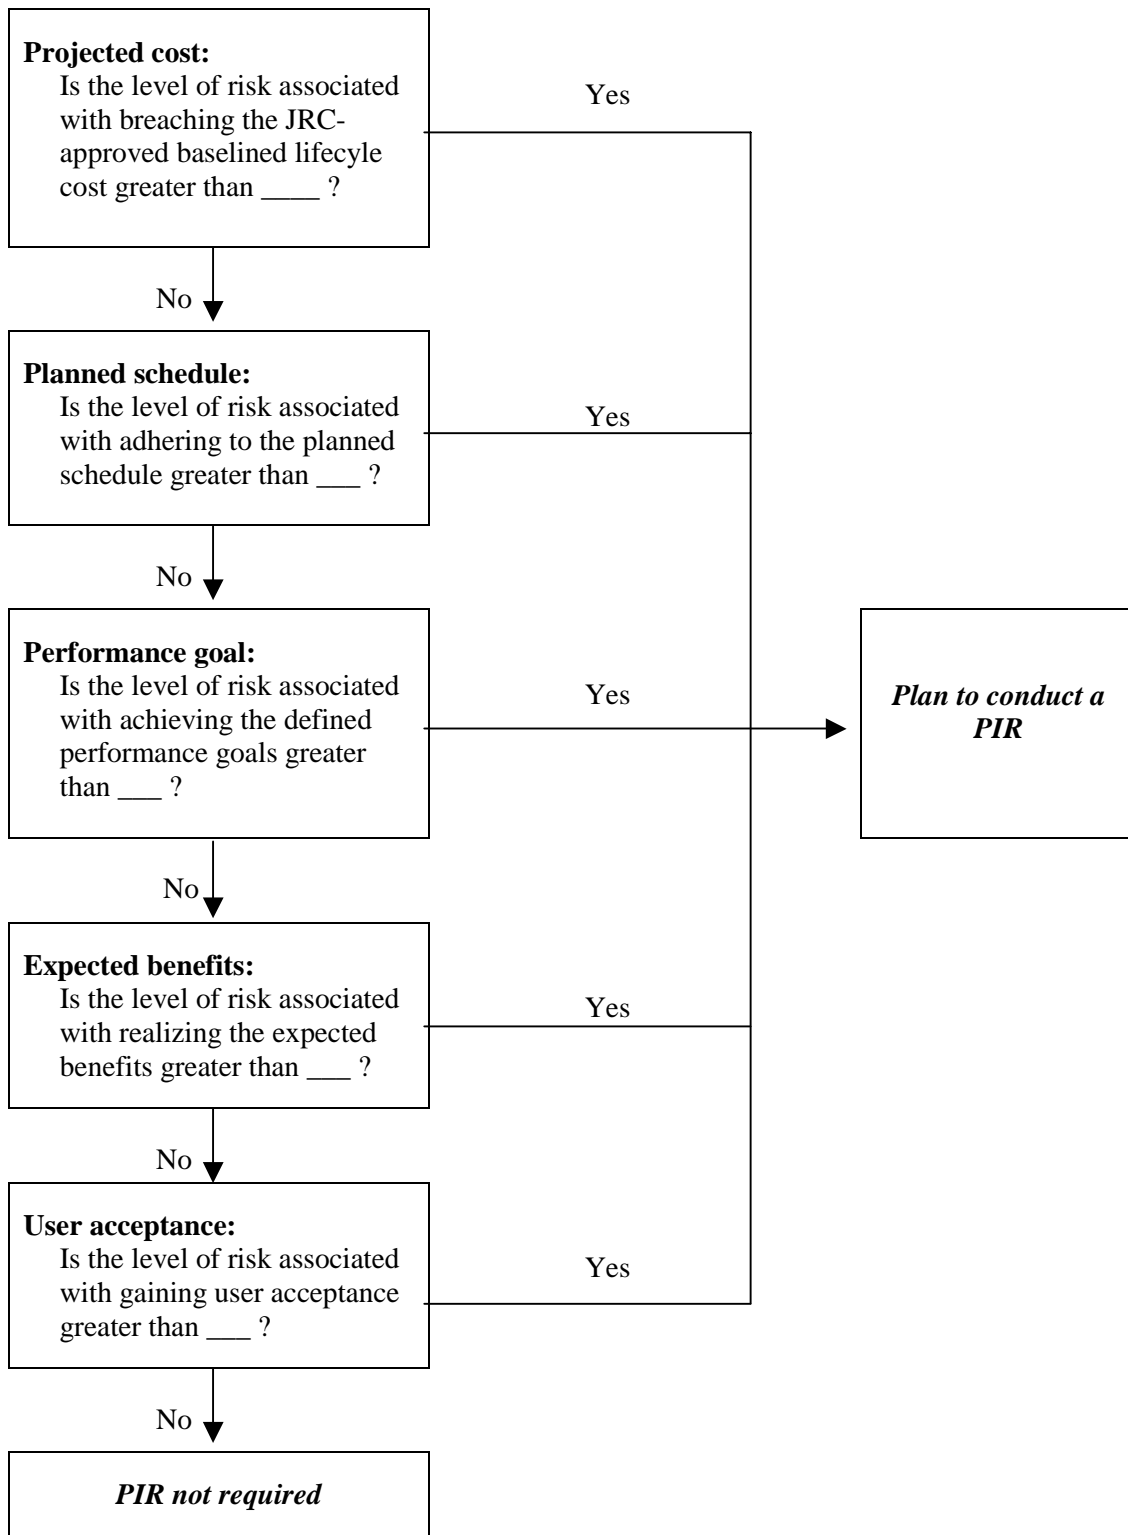 Projected cost:
Is the level of risk associated
with breaching the JRC-
approved baselined lifecyle
cost greater than ____ ?
Yes
No
Planned schedule:
Is the level of risk associated
with adhering to the planned
schedule greater than ___ ?
Yes
No
Performance goal:
Is the level of risk associated
with achieving the defined
performance goals greater
than ___ ?
Yes
Plan to conduct a
PIR
No
Expected benefits:
Is the level of risk associated
with realizing the expected
benefits greater than ___ ?
Yes
No
User acceptance:
Is the level of risk associated
with gaining user acceptance
greater than ___ ?
Yes
No
PIR not required